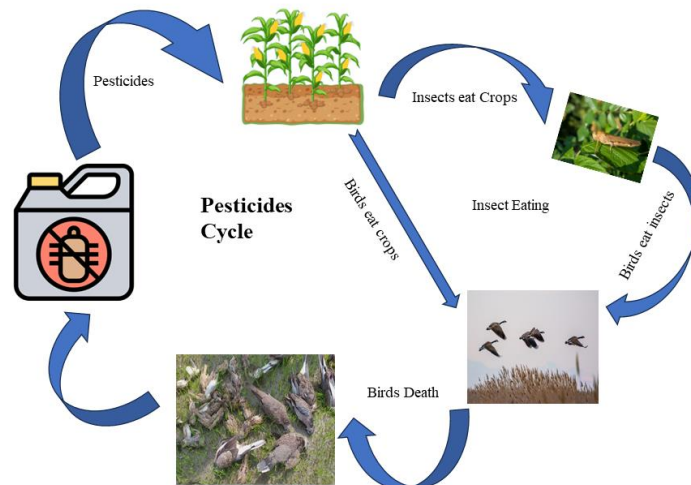 Pesticides
Insects eat Crops
Pesticides
Cycle
Birds eat crops
Insect Eating
Birds eat insects
Birds Death